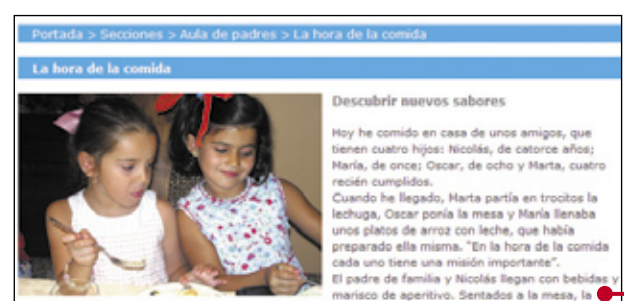 Portada > Secciones > Aula de padres > La hora de la comida
La hora de la comida
Descubrir nuevos sabores
Hoy he comido en casa de unos amigos, que
tienen cuatro hijos: Nicolás, de catorce años;
María, de once; Oscar, de ocho y Marta, cuatro
recién cumplidos.
Cuando he llegado, Marta partía en trocitos la
lechuga, Oscar ponía la mesa y María llenaba
unos platos de arroz con leche, que había
preparado ella misma. "En la hora de la comida
cada uno tiene una misión importante".
El padre de familia y Nicolás llegan con bebidas y
marisco de aperitivo. Sentados a la mesa, la